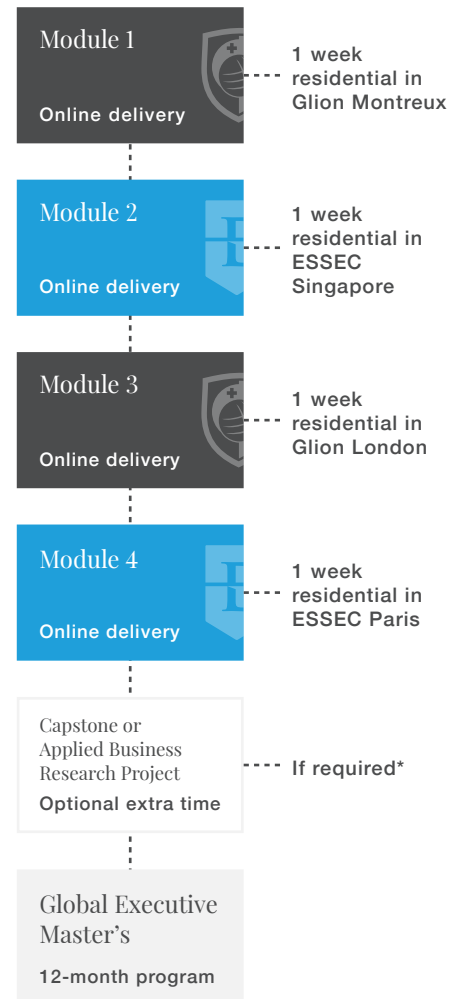 Module 1
Online delivery
1 week
residential in
Glion Montreux
Module 2
Online delivery
1 week
residential in
ESSEC
Singapore
Module 3
Online delivery
1 week
residential in
Glion London
Module 4
Online delivery
1 week
residential in
ESSEC Paris
Capstone or
Applied Business
Research Project
Optional extra time
If required*
Global Executive
Master’s
12-month program